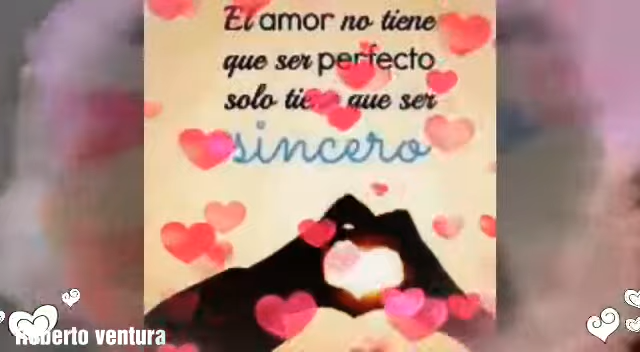 El amor no tiene
que ser perfecto
solo tiene que ser
sincero
Roberto ventura